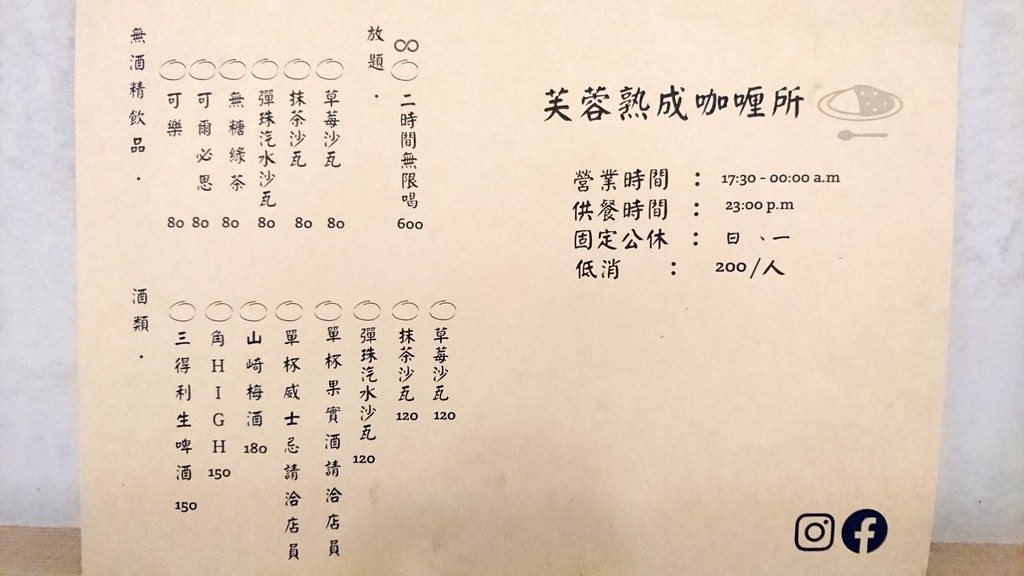 芙蓉熟成咖喱所
營業時間 : 17:30 - 00:00 a.m
供餐時間 : 23:00 p.m
固定公休 : 日、一
低消 : 200/人
放題.
∞
二時間無限喝 600
草莓沙瓦 80
抹茶沙瓦 80
彈珠汽水沙瓦 80
無糖綠茶 80
可爾必思 80
可樂 80
無酒精飲品.
草莓沙瓦 120
抹茶沙瓦 120
彈珠汽水沙瓦 120
單杯果實酒請洽店員
單杯威士忌請洽店員
山崎梅酒 180
角HIGH 150
三得利生啤酒 150
酒類.